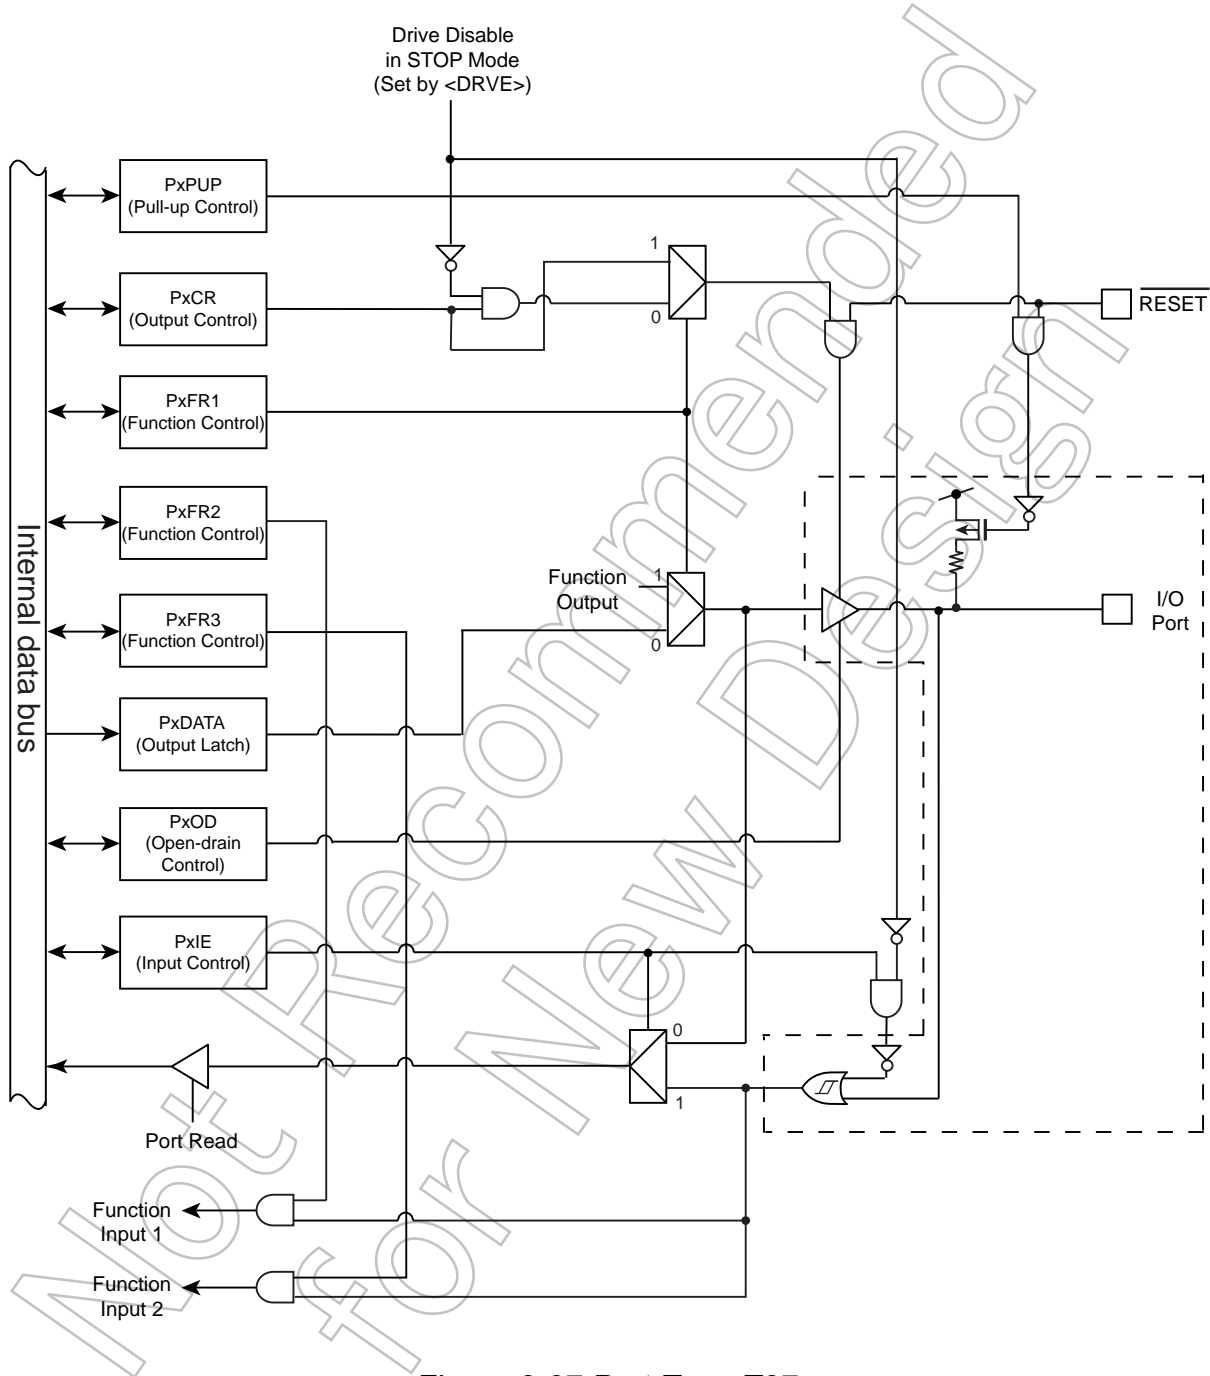 Drive Disable
in STOP Mode
(Set by <DRVE>)
PxPUP
(Pull-up Control)
1
PxCR
(Output Control)
0
RESET
PxFR1
(Function Control)
PxFR2
(Function Control)
Internal data bus
Function
Output
1
0
I/O
Port
PxFR3
(Function Control)
PxDATA
(Output Latch)
PxOD
(Open-drain
Control)
PxIE
(Input Control)
0
1
Port Read
Function
Input 1
Function
Input 2
Not Recommended
for New Design